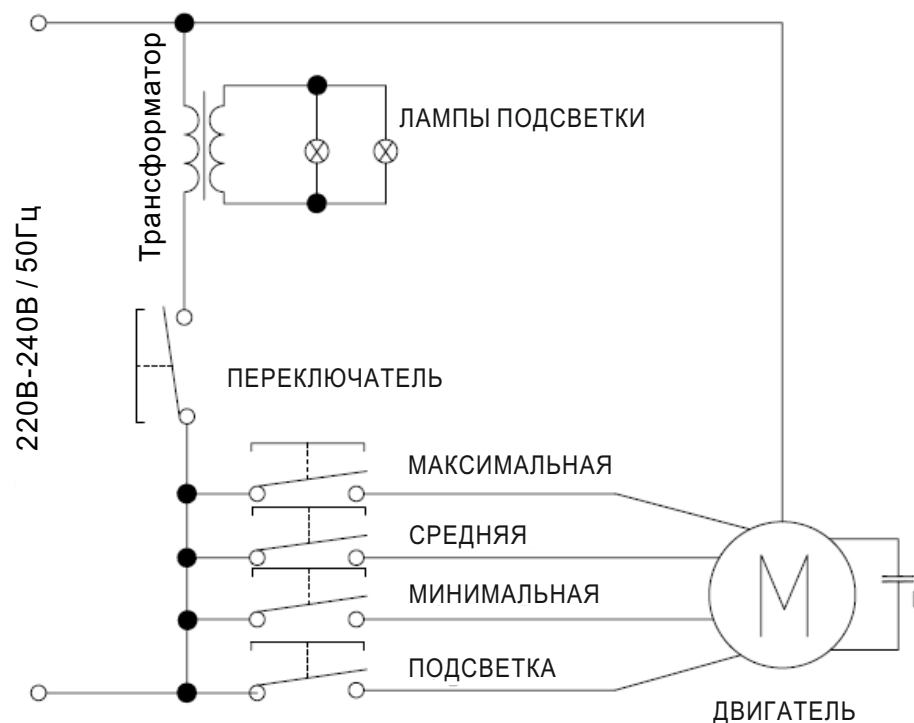 Трансформатор
ЛАМПЫ ПОДСВЕТКИ
220В-240В / 50Гц
ПЕРЕКЛЮЧАТЕЛЬ
МАКСИМАЛЬНАЯ
СРЕДНЯЯ
МИНИМАЛЬНАЯ
ПОДСВЕТКА
M
ДВИГАТЕЛЬ